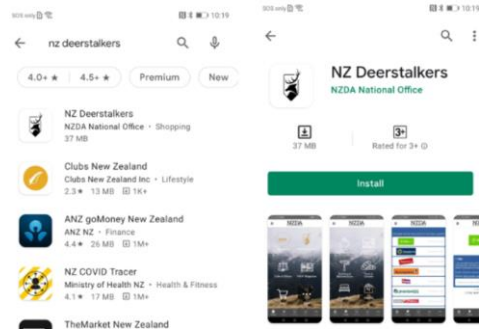 SOS only
10:19
nz deerstalkers
4.0+ ★
4.5+ ★
Premium
New
NZ Deerstalkers
NZDA National Office • Shopping
37 MB
Clubs New Zealand
Clubs New Zealand Inc • Lifestyle
2.3 ★ 13 MB 1K+
ANZ goMoney New Zealand
ANZ NZ • Finance
4.4 ★ 26 MB 1M+
NZ COVID Tracer
Ministry of Health NZ • Health & Fitness
4.1 ★ 17 MB 1M+
TheMarket New Zealand
SOS only
10:19
NZ Deerstalkers
NZDA National Office
37 MB
3+
Rated for 3+
Install
NZDA
NZDA
NZDA